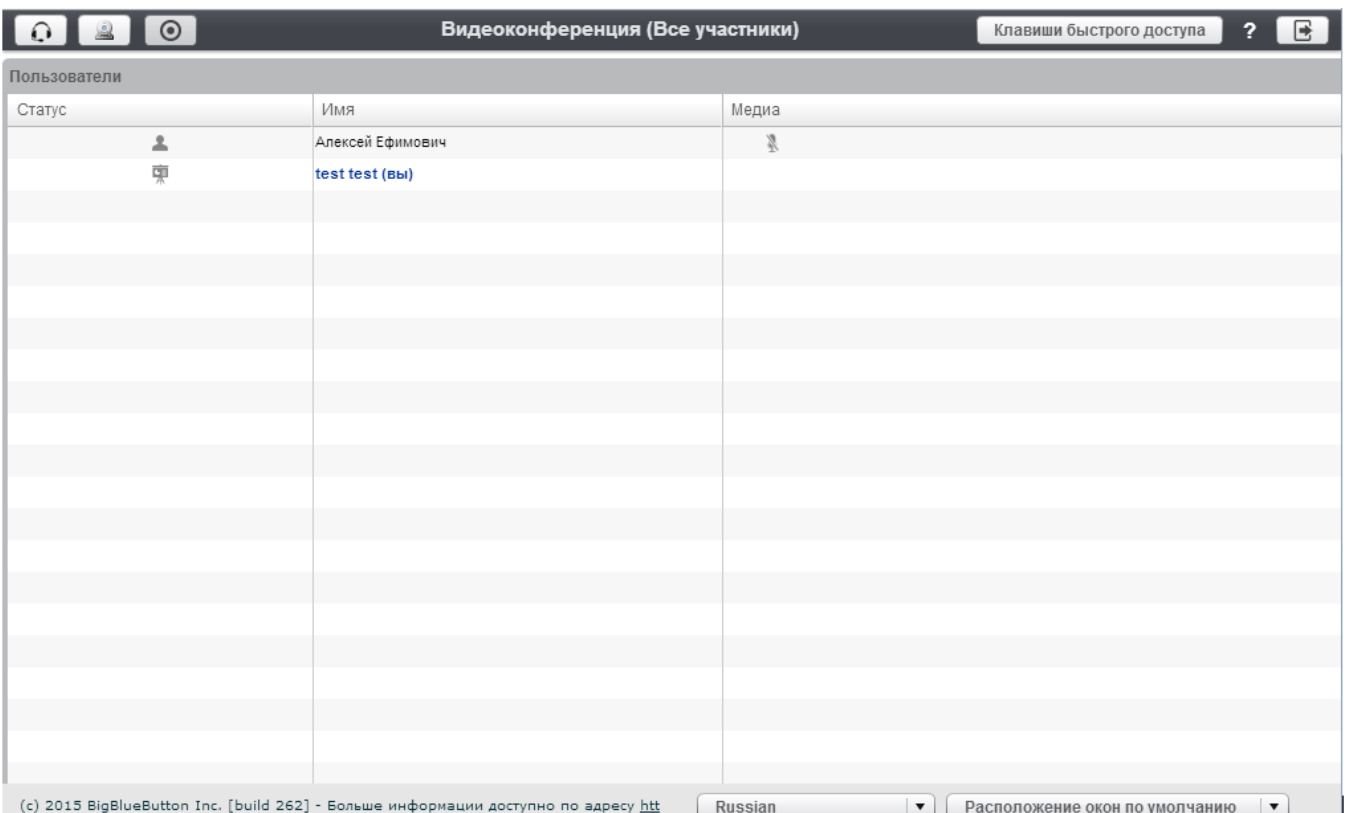 Видеоконференция (Все участники)
Клавиши быстрого доступа
?
Пользователи
Статус Имя Медиа
Алексей Ефимович
test test (вы)
(c) 2015 BigBlueButton Inc. [build 262] - Больше информации доступно по адресу htt
Russian
Расположение окон по умолчанию